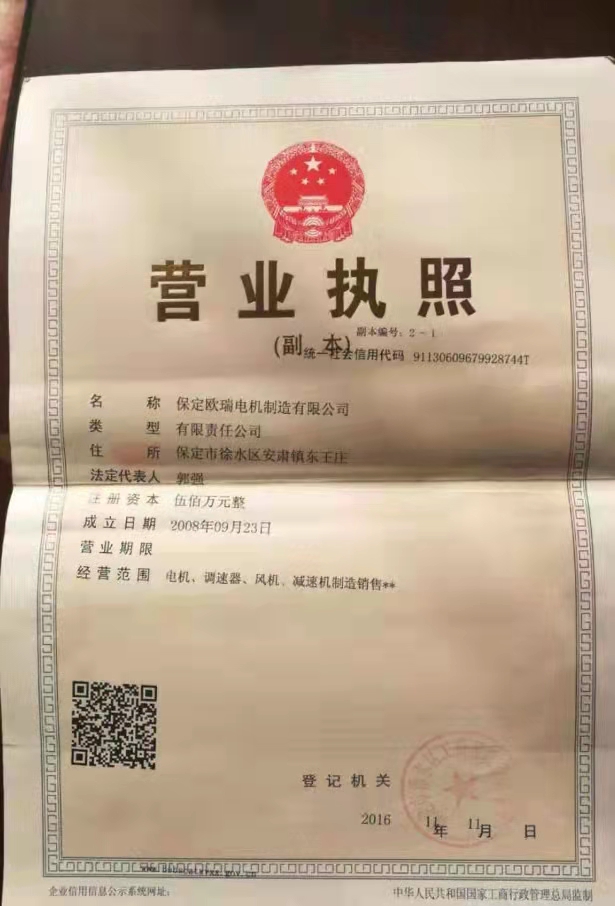 营业执照
副本编号：2-1
(副 本)
统一社会信用代码 91130609679928744T
名 称 保定欧瑞电机制造有限公司
类 型 有限责任公司
住 所 保定市徐水区安肃镇东王庄
法定代表人 郭强
注册资本 伍佰万元整
成立日期 2008年09月23日
营业期限
经营范围 电机、调速器、风机、减速机制造销售**
登记机关
2016 年 11 月 11 日
企业信用信息公示系统网址：
中华人民共和国国家工商行政管理总局监制